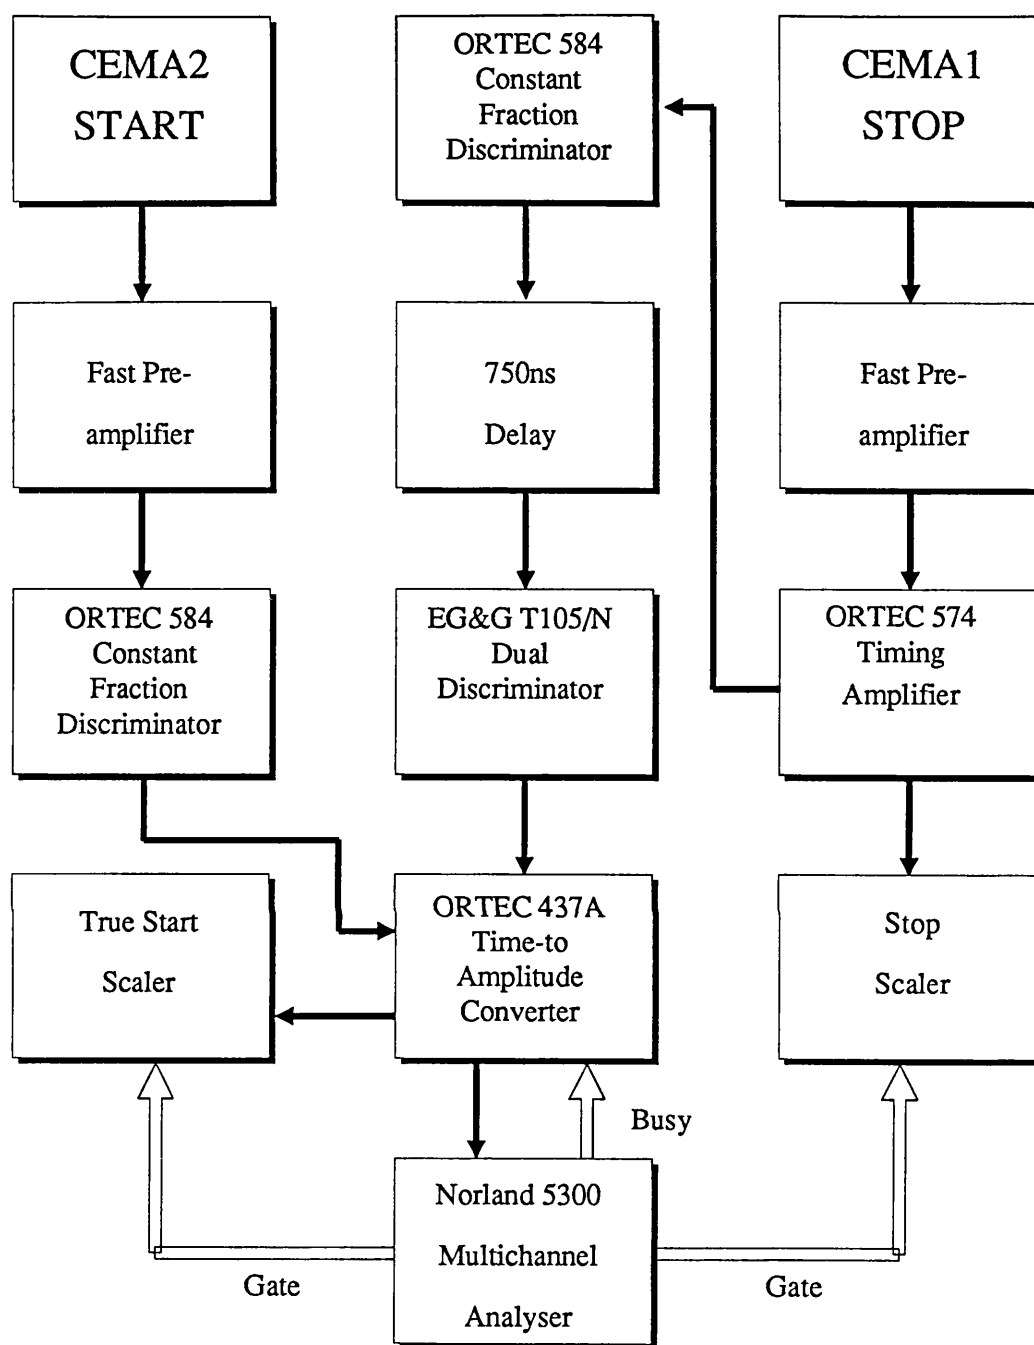 CEMA2
START
ORTEC 584
Constant
Fraction
Discriminator
CEMA1
STOP
Fast Pre-
amplifier
750ns
Delay
Fast Pre-
amplifier
ORTEC 584
Constant
Fraction
Discriminator
EG&G T105/N
Dual
Discriminator
ORTEC 574
Timing
Amplifier
True Start
Scaler
ORTEC 437A
Time-to
Amplitude
Converter
Stop
Scaler
Busy
Norland 5300
Multichannel
Analyser
Gate
Gate